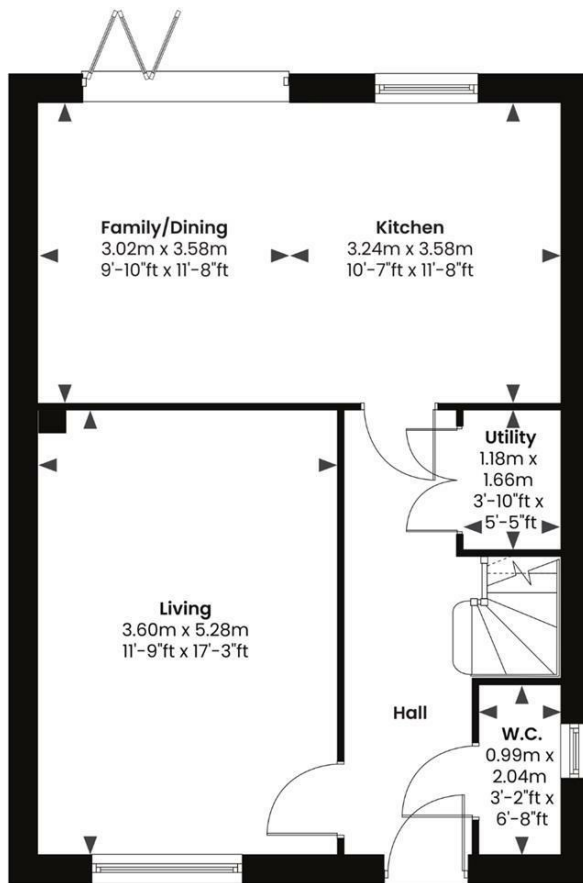 Family/Dining
3.02m x 3.58m
9'-10"ft x 11'-8"ft
Kitchen
3.24m x 3.58m
10'-7"ft x 11'-8"ft
Utility
1.18m x
1.66m
3'-10"ft x
5'-5"ft
Living
3.60m x 5.28m
11'-9"ft x 17'-3"ft
Hall
W.C.
0.99m x
2.04m
3'-2"ft x
6'-8"ft